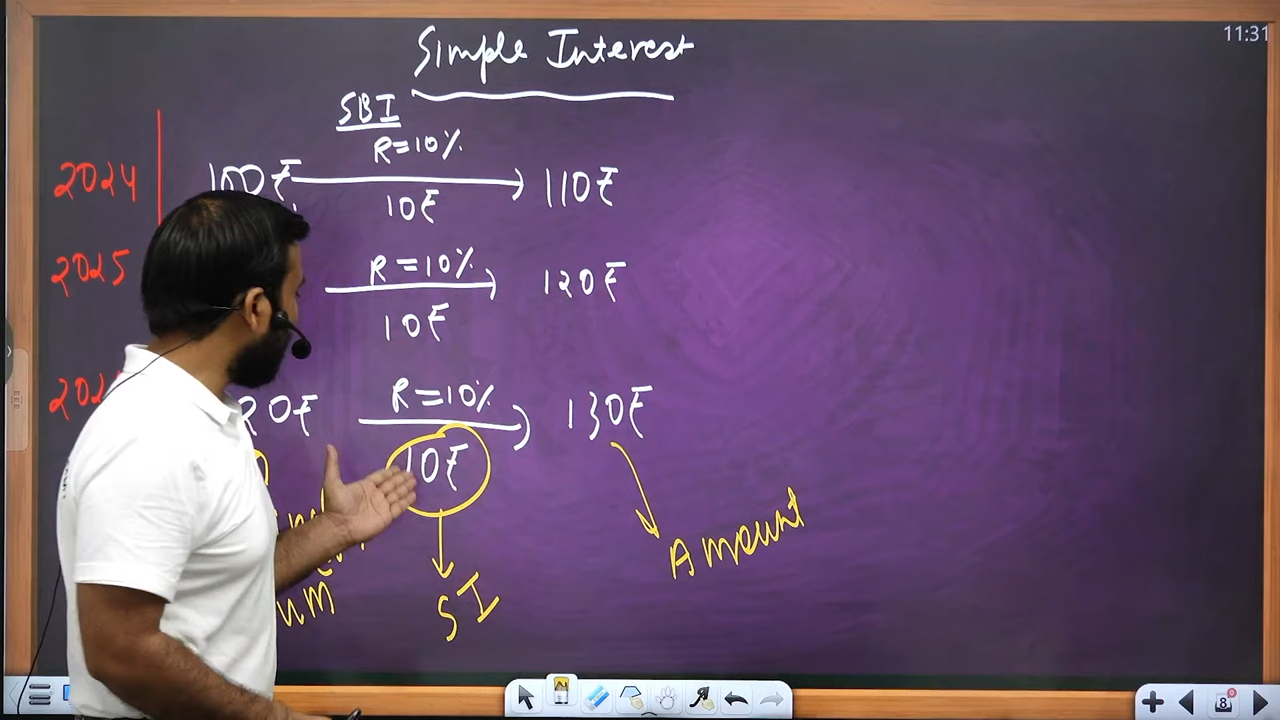 11:31
Simple Interest
SBI
R=10%
2024 100₹ 10₹ 110₹
R=10%
2025 10₹ 120₹
R=10%
20₹ 10₹ 130₹
Amount
SI
8